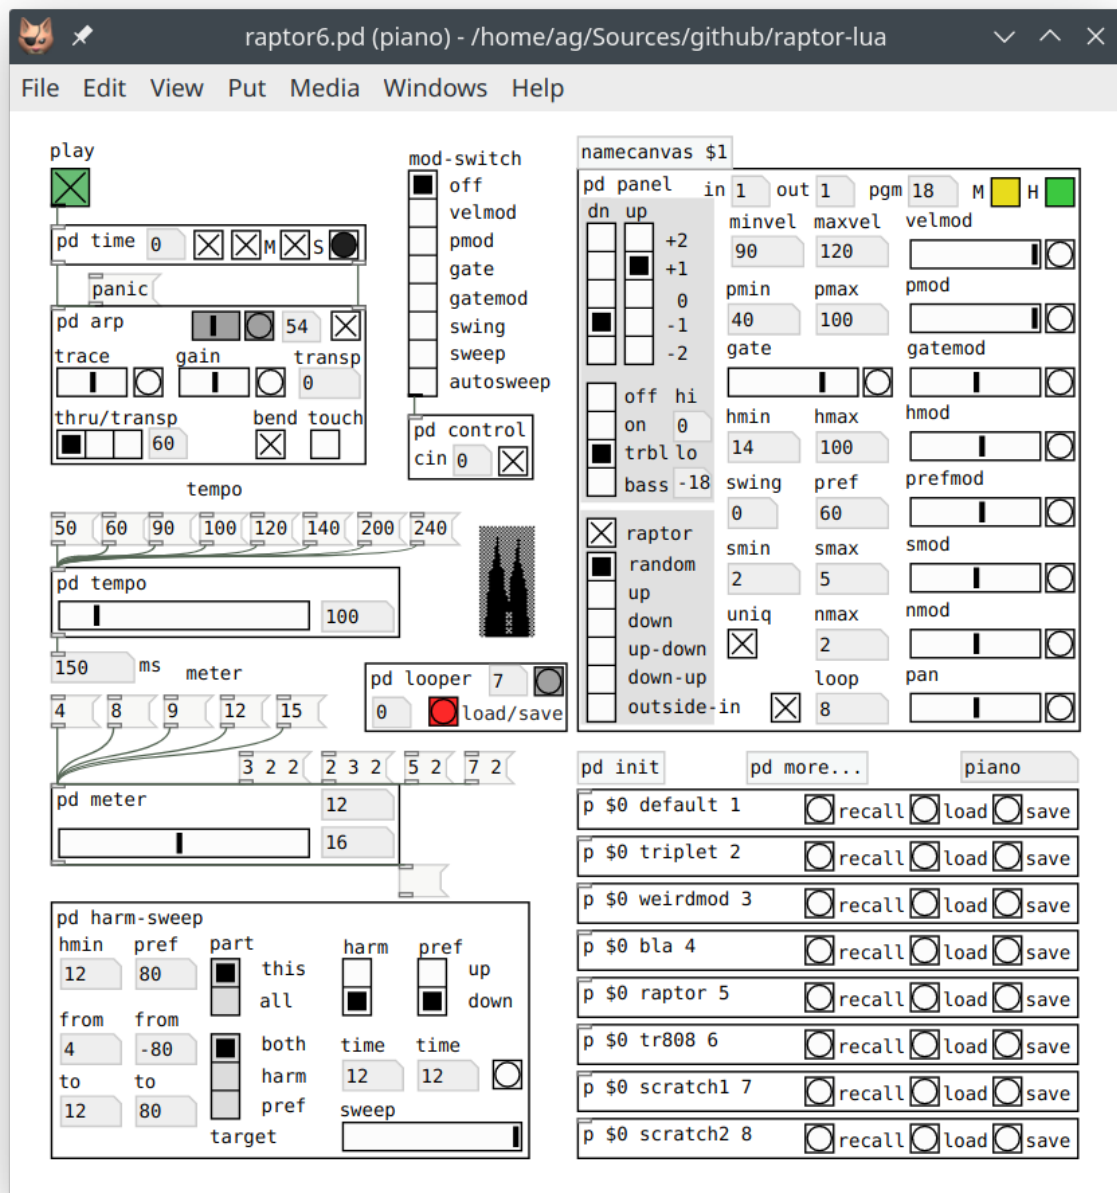 raptor6.pd (piano) - /home/ag/Sources/github/raptor-lua
File Edit View Put Media Windows Help
play
pd time 0 M S
panic
pd arp 54
trace gain transp
0
thru/transp bend touch
60
mod-switch
off
velmod
pmod
gate
gatemod
swing
sweep
autosweep
pd control
cin 0
tempo
50 60 90 100 120 140 200 240
pd tempo
100
150 ms
meter
4 8 9 12 15
3 2 2 2 3 2 5 2 7 2
pd meter 12
16
pd looper 7
0 load/save
pd harm-sweep
hmin pref part harm pref
12 80 this up
all down
from from
4 -80 both time time
harm 12 12
to to
12 80 pref sweep
target
namecanvas $1
pd panel in 1 out 1 pgm 18 M H
dn up
+2
+1
0
-1
-2
off hi
on 0
trbl lo
bass -18
raptor
random
up
down
up-down
down-up
outside-in
minvel maxvel velmod
90 120
pmin pmax pmod
40 100
gate gatemod
hmin hmax hmod
14 100
swing pref prefmod
0 60
smin smax smod
2 5
uniq nmax nmod
2
loop pan
8
pd init pd more... piano
p $0 default 1 recall load save
p $0 triplet 2 recall load save
p $0 weirdmod 3 recall load save
p $0 bla 4 recall load save
p $0 raptor 5 recall load save
p $0 tr808 6 recall load save
p $0 scratch1 7 recall load save
p $0 scratch2 8 recall load save